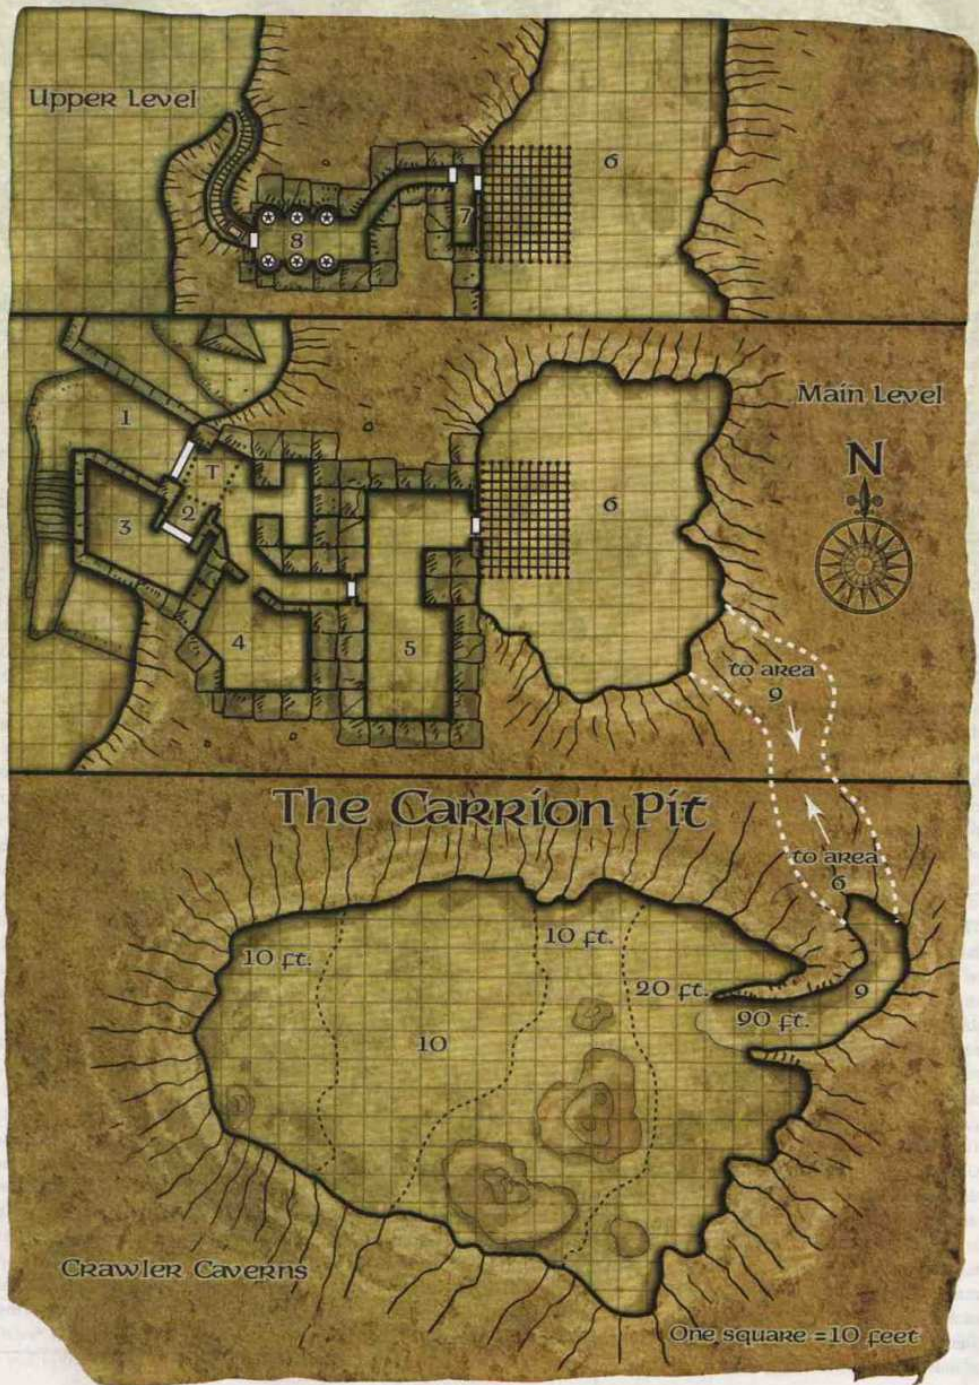 Upper Level
6
7
8
Main Level
1
T
N
6
2
3
4
5
to area
9
The Carrion Pit
to area
6
10 ft.
10 ft.
20 ft.
9
90 ft.
10
Crawler Caverns
One square = 10 feet